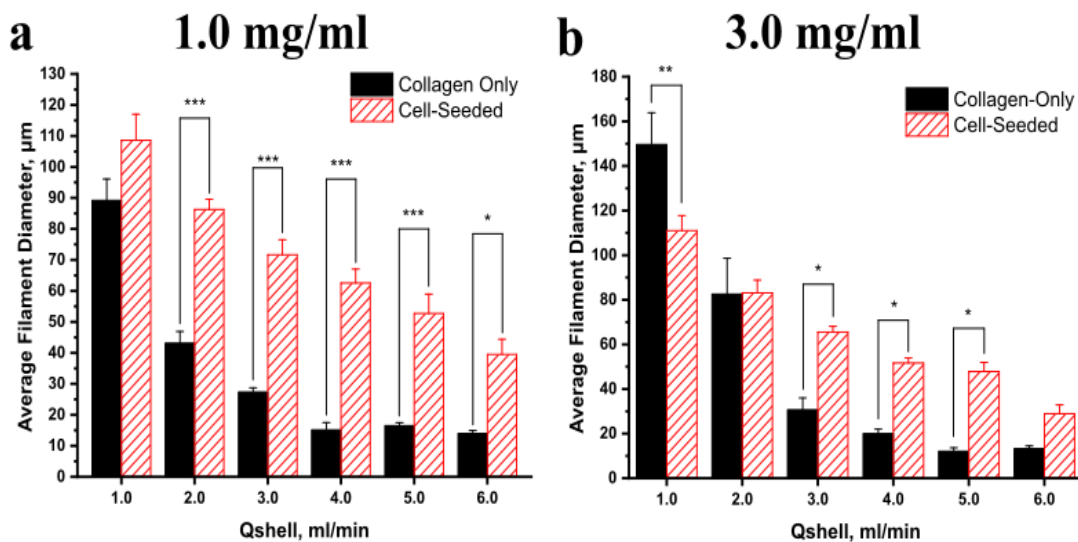 a
1.0 mg/ml
Average Filament Diameter, µm
130
120
110
100
90
80
70
60
50
40
30
20
10
0
Collagen Only
Cell-Seeded
***
***
***
***
*
1.0 2.0 3.0 4.0 5.0 6.0
Qshell, ml/min
b
3.0 mg/ml
Average Filament Diameter, µm
180
160
140
120
100
80
60
40
20
0
Collagen-Only
Cell-Seeded
**
*
*
*
1.0 2.0 3.0 4.0 5.0 6.0
Qshell, ml/min